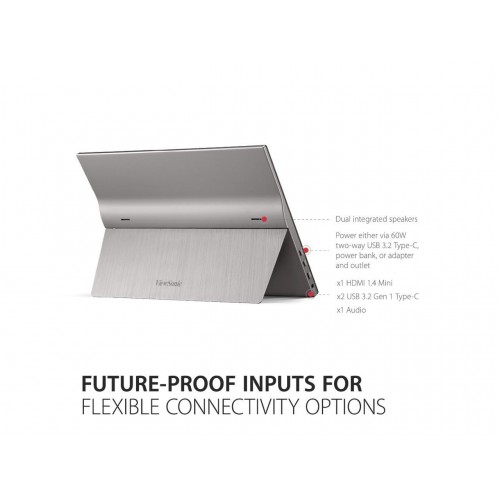 Dual integrated speakers
Power either via 60W
two-way USB 3.2 Type-C,
power bank, or adapter
and outlet
x1 HDMI 1.4 Mini
x2 USB 3.2 Gen 1 Type-C
x1 Audio
ViewSonic
FUTURE-PROOF INPUTS FOR
FLEXIBLE CONNECTIVITY OPTIONS